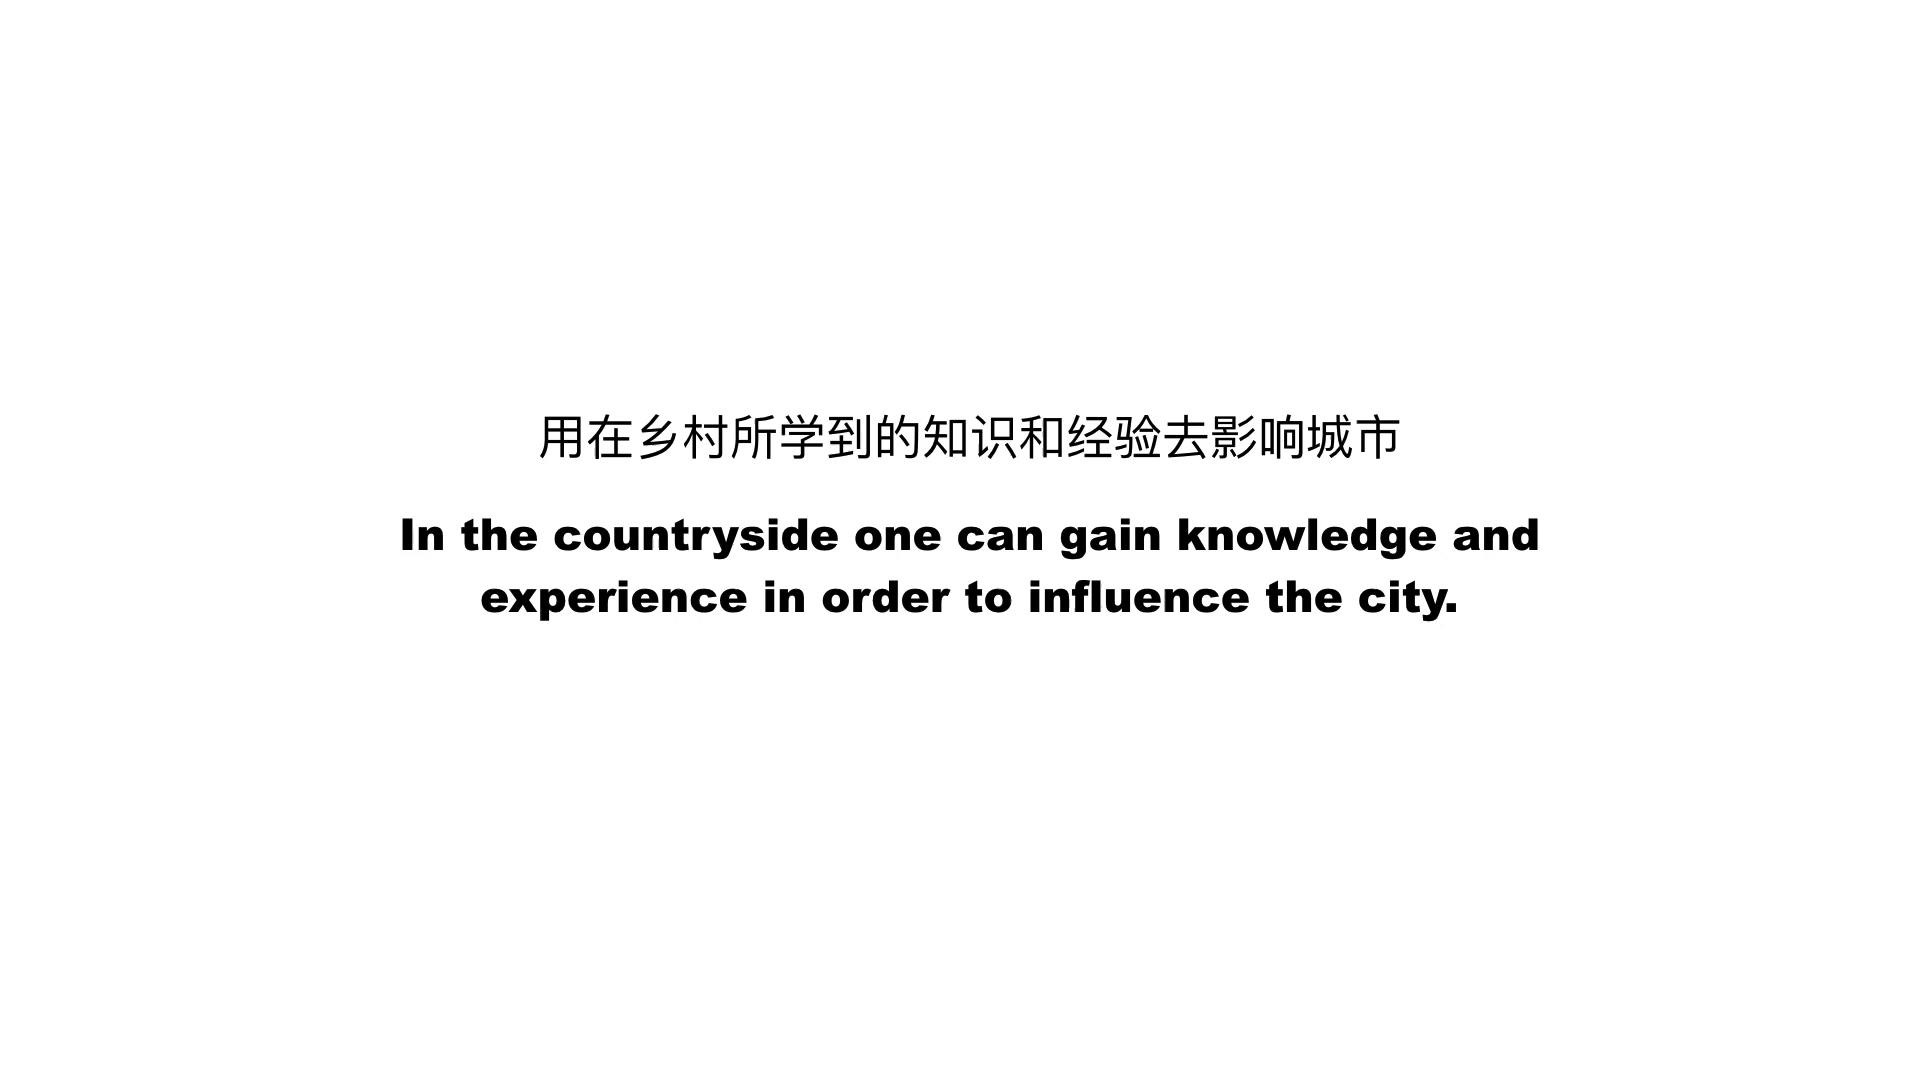 用在乡村所学到的知识和经验去影响城市
In the countryside one can gain knowledge and
experience in order to influence the city.